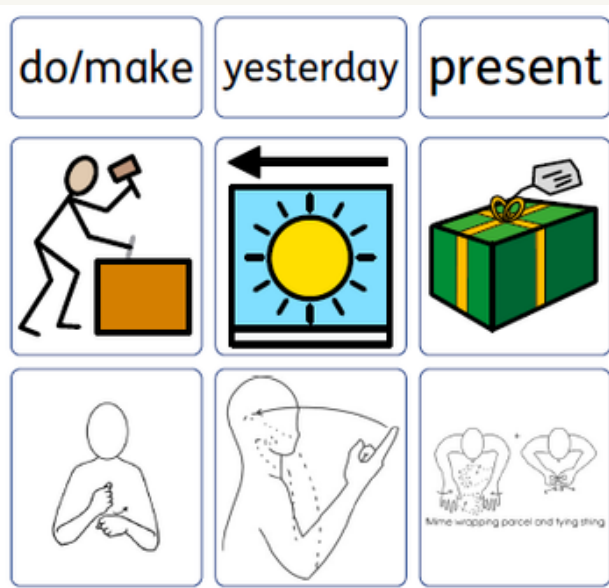 do/make
yesterday
present
Mime wrapping parcel and tying string